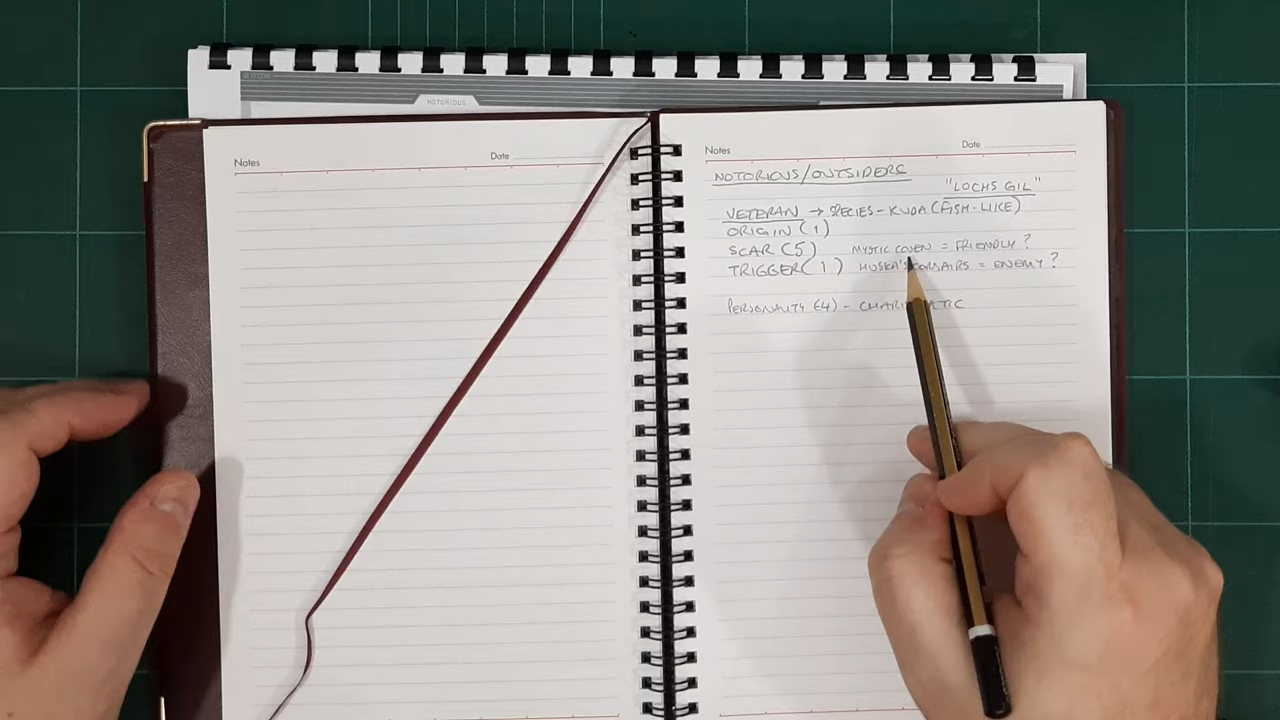 NOTORIOUS
Notes Date
Notes Date
NOTORIOUS/OUTSIDERS
"LOCHS GIL"
VETERAN → SPECIES - KUDA (FISH-LIKE)
ORIGIN (1)
SCAR (5) MYSTIC COVEN = FRIENDLY?
TRIGGER (1) = ENEMY?
PERSONALITY (4) -